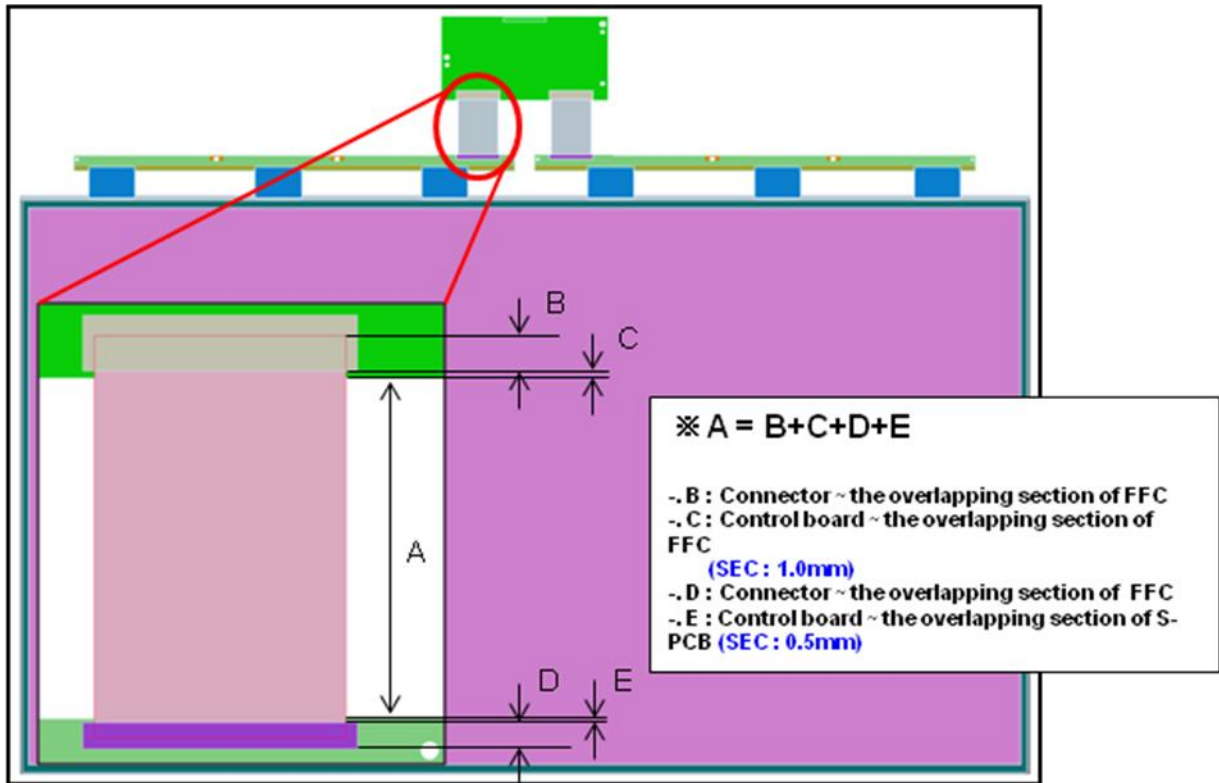 B
C
※ A = B+C+D+E
-. B : Connector ~ the overlapping section of FFC
-. C : Control board ~ the overlapping section of
FFC
(SEC : 1.0mm)
-. D : Connector ~ the overlapping section of FFC
-. E : Control board ~ the overlapping section of S-
PCB (SEC : 0.5mm)
A
D
E